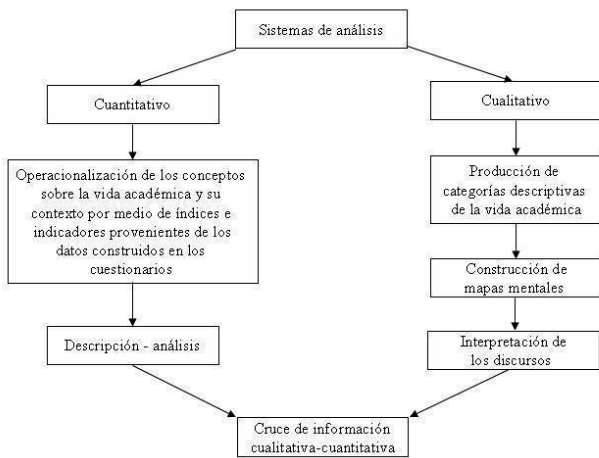 Sistemas de análisis
Cuantitativo
Cualitativo
Operacionalización de los conceptos
sobre la vida académica y su
contexto por medio de índices e
indicadores provenientes de los
datos construidos en los
cuestionarios
Producción de
categorías descriptivas
de la vida académica
Construcción de
mapas mentales
Descripción - análisis
Interpretación de
los discursos
Cruce de información
cualitativa-cuantitativa